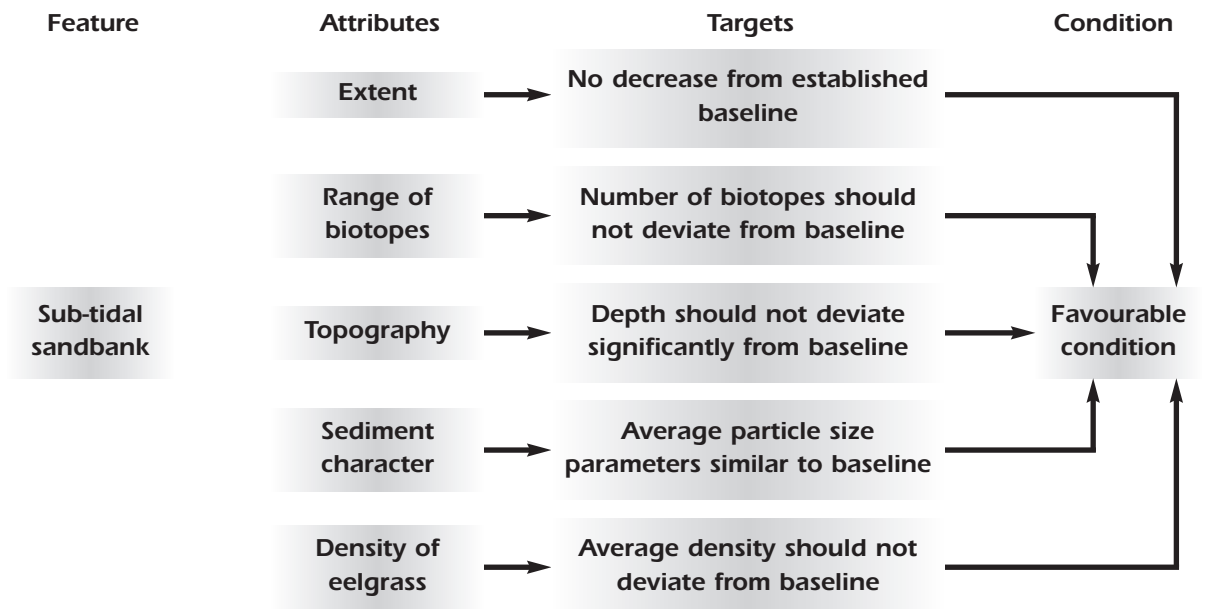 Feature Attributes Targets Condition
Extent
No decrease from established
baseline
Range of
biotopes
Number of biotopes should
not deviate from baseline
Sub-tidal
sandbank
Topography
Depth should not deviate
significantly from baseline
Favourable
condition
Sediment
character
Average particle size
parameters similar to baseline
Density of
eelgrass
Average density should not
deviate from baseline